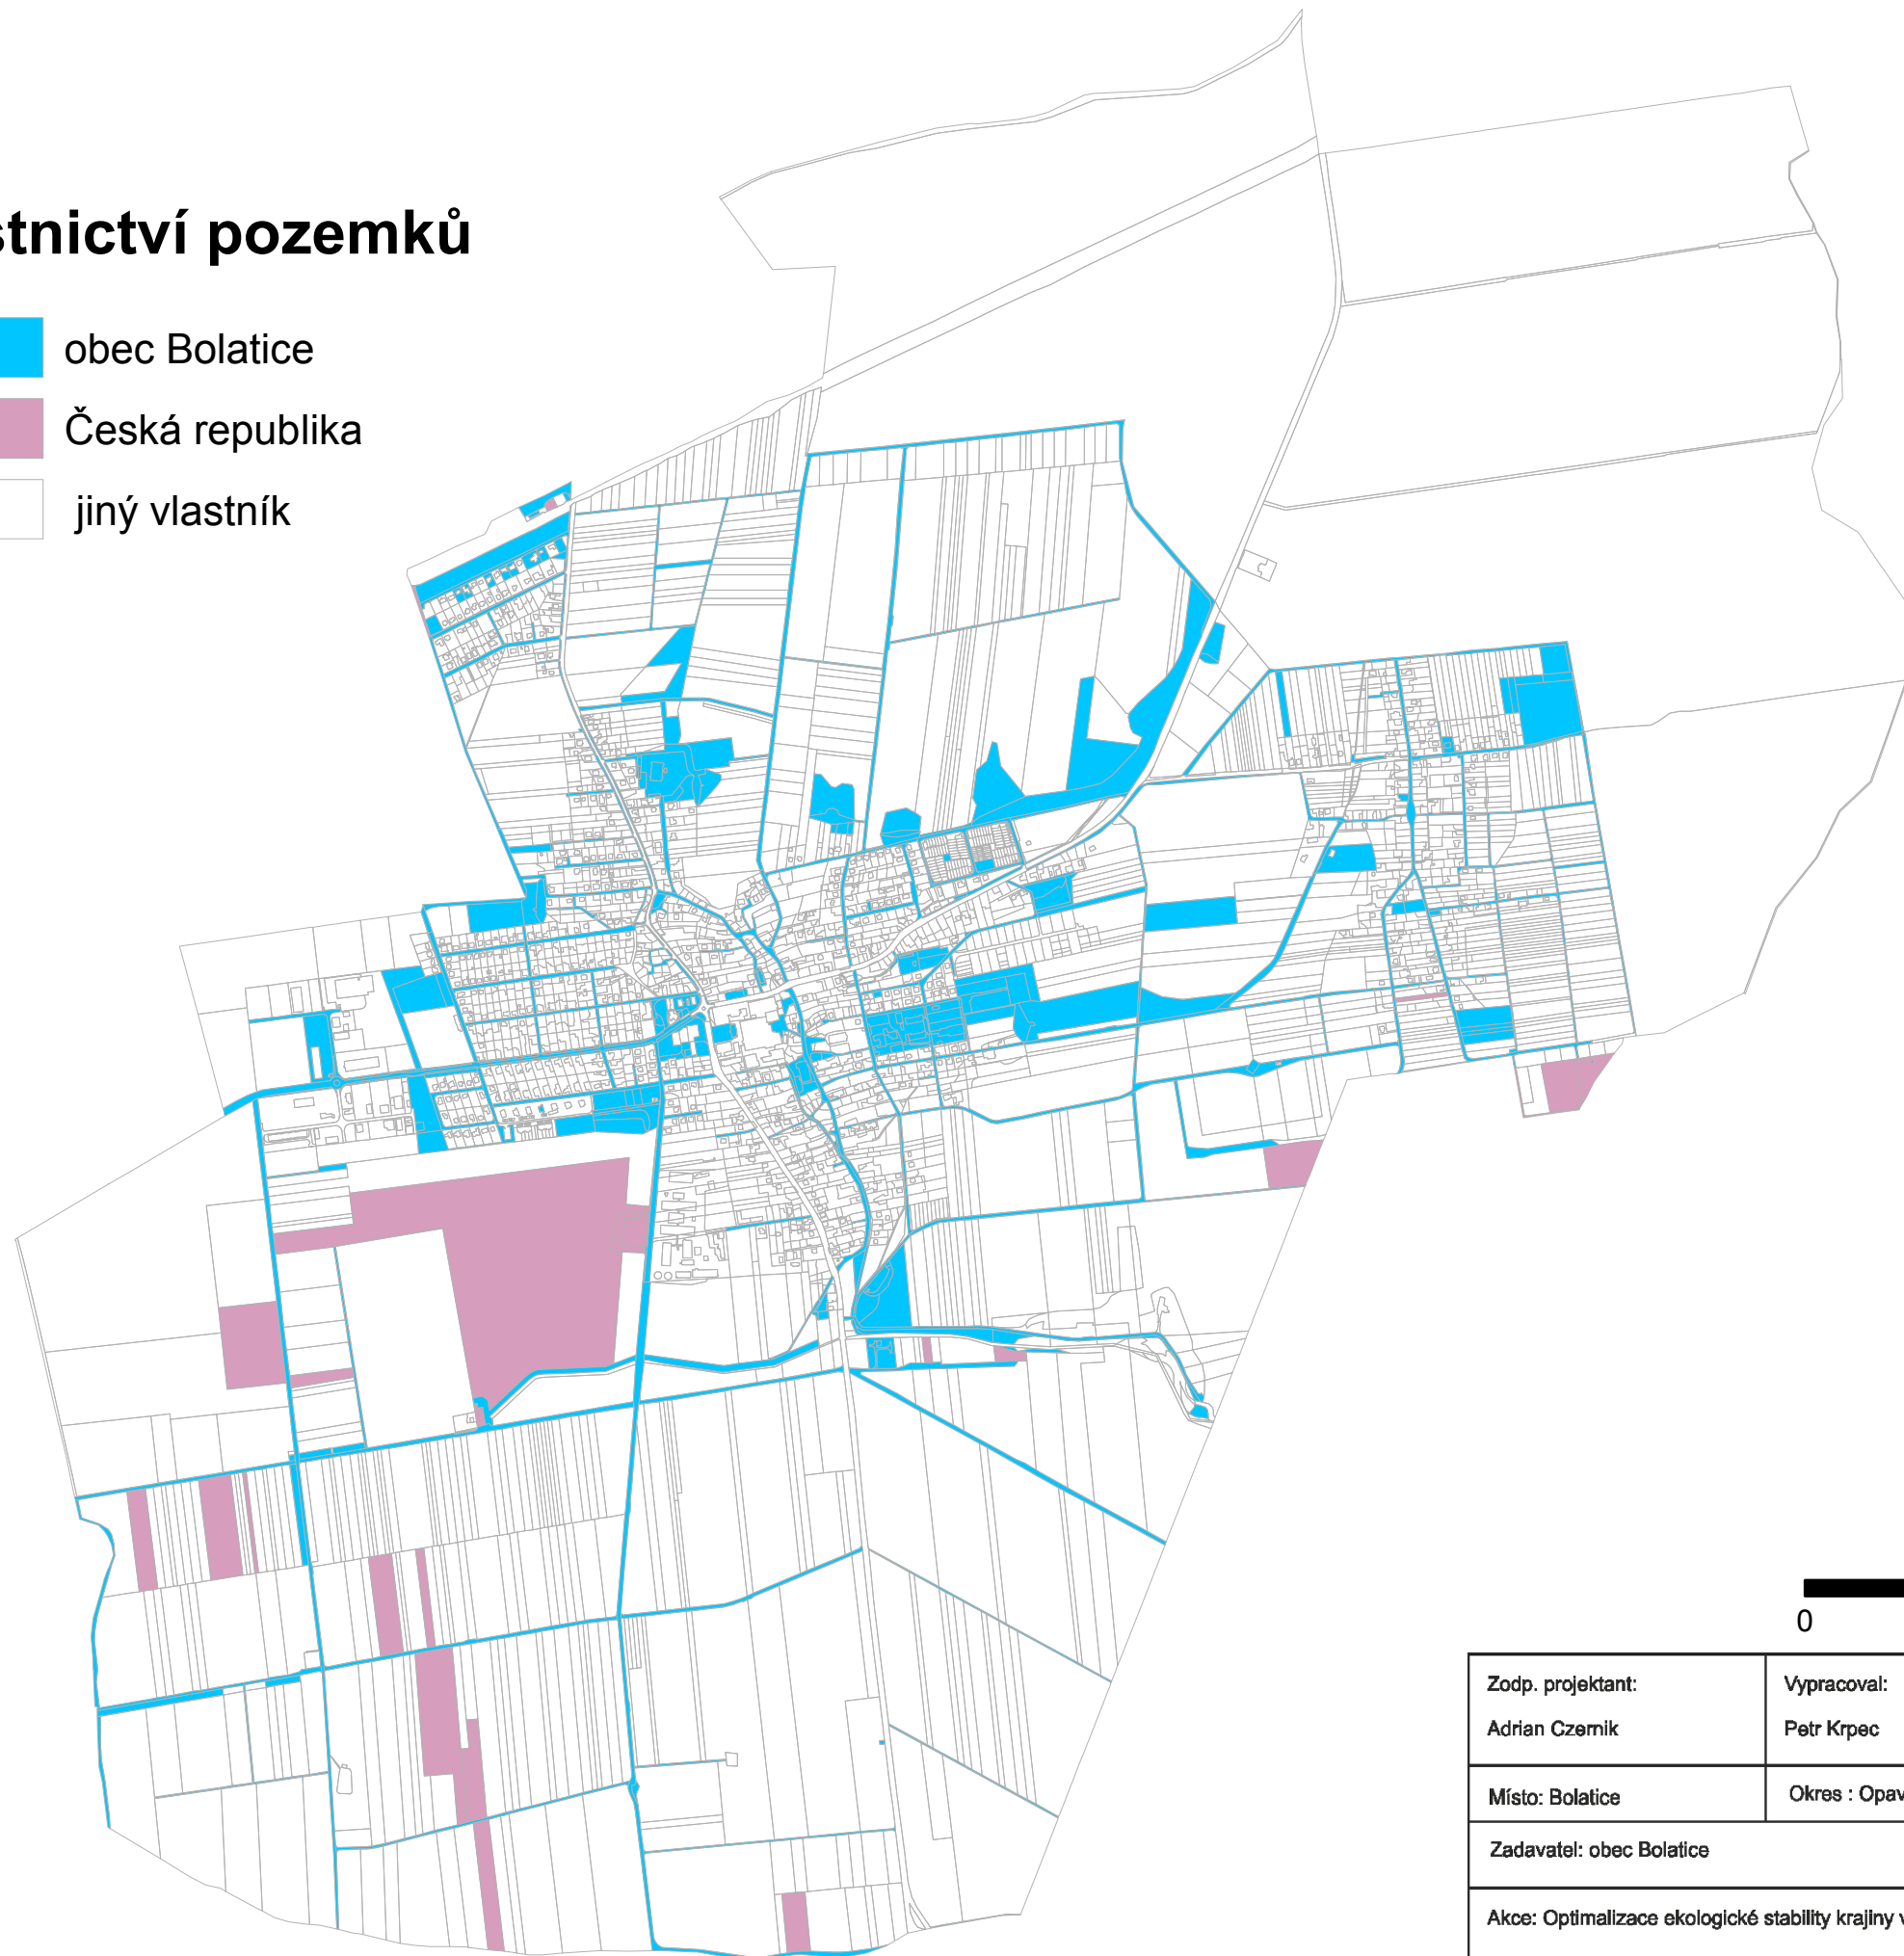 stnictví pozemků
obec Bolatice
Česká republika
jiný vlastník
0
Zodp. projektant:
Vypracoval:
Adrian Czernik
Petr Krpec
Místo: Bolatice
Okres : Opav
Zadavatel: obec Bolatice
Akce: Optimalizace ekologické stability krajiny v